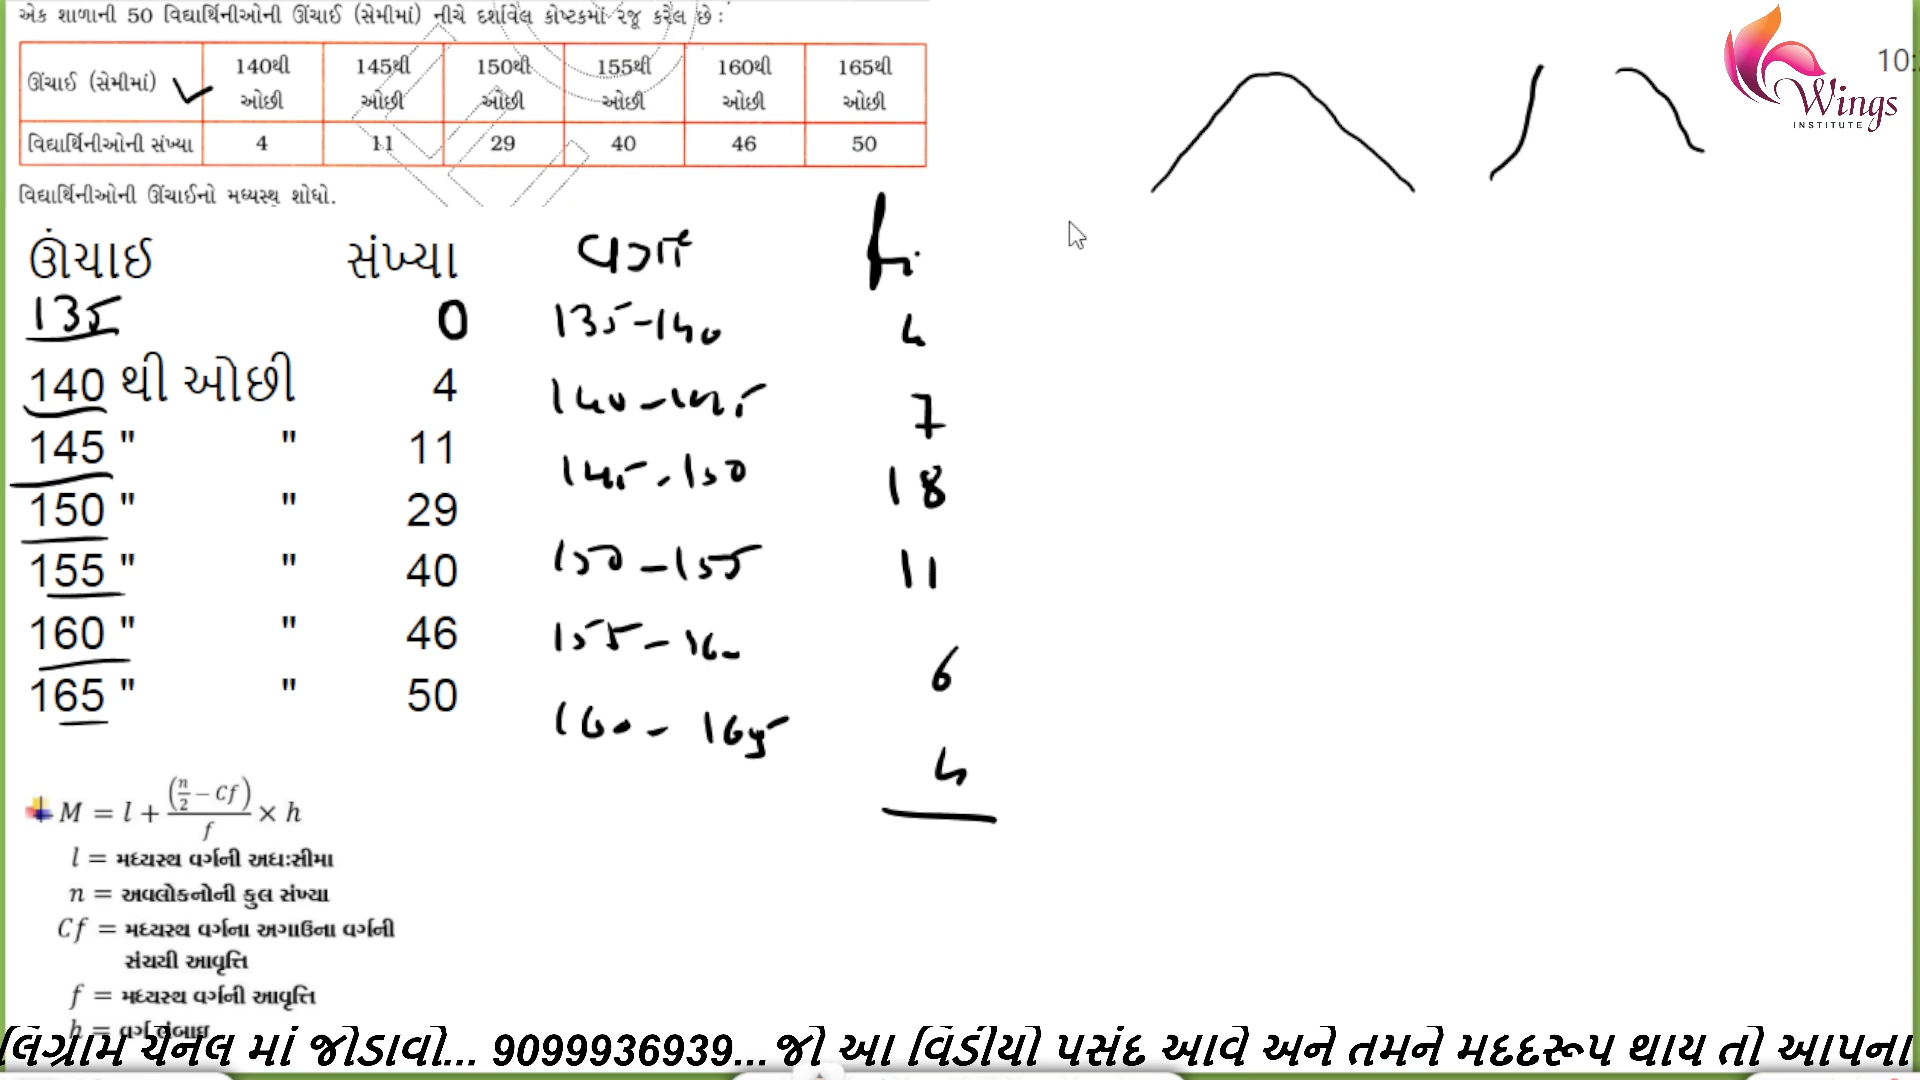 એક શાળાની 50 વિદ્યાર્થિનીઓની ઊંચાઈ (સેમીમાં) નીચે દર્શાવેલ કોષ્ટકમાં રજૂ કરેલ છે :
ઊંચાઈ (સેમીમાં) 140થી ઓછી 145થી ઓછી 150થી ઓછી 155થી ઓછી 160થી ઓછી 165થી ઓછી
વિદ્યાર્થિનીઓની સંખ્યા 4 11 29 40 46 50
વિદ્યાર્થિનીઓની ઊંચાઈનો મધ્યસ્થ શોધો.
Wings
INSTITUTE
10:
ઊંચાઈ સંખ્યા વર્ગ fi
135 0 135-140 4
140 થી ઓછી 4 140-145 7
145 " " 11 145-150 18
150 " " 29 150-155 11
155 " " 40 155-160 6
160 " " 46 160-165 4
165 " " 50
M = l + (n/2 − Cf)/f × h
l = મધ્યસ્થ વર્ગની અધઃસીમા
n = અવલોકનોની કુલ સંખ્યા
Cf = મધ્યસ્થ વર્ગના અગાઉના વર્ગની
સંચયી આવૃત્તિ
f = મધ્યસ્થ વર્ગની આવૃત્તિ
h = વર્ગલંબાઇ
લિગ્રામ ચેનલ માં જોડાવો... 9099936939...જો આ વિડીયો પસંદ આવે અને તમને મદદરૂપ થાય તો આપના